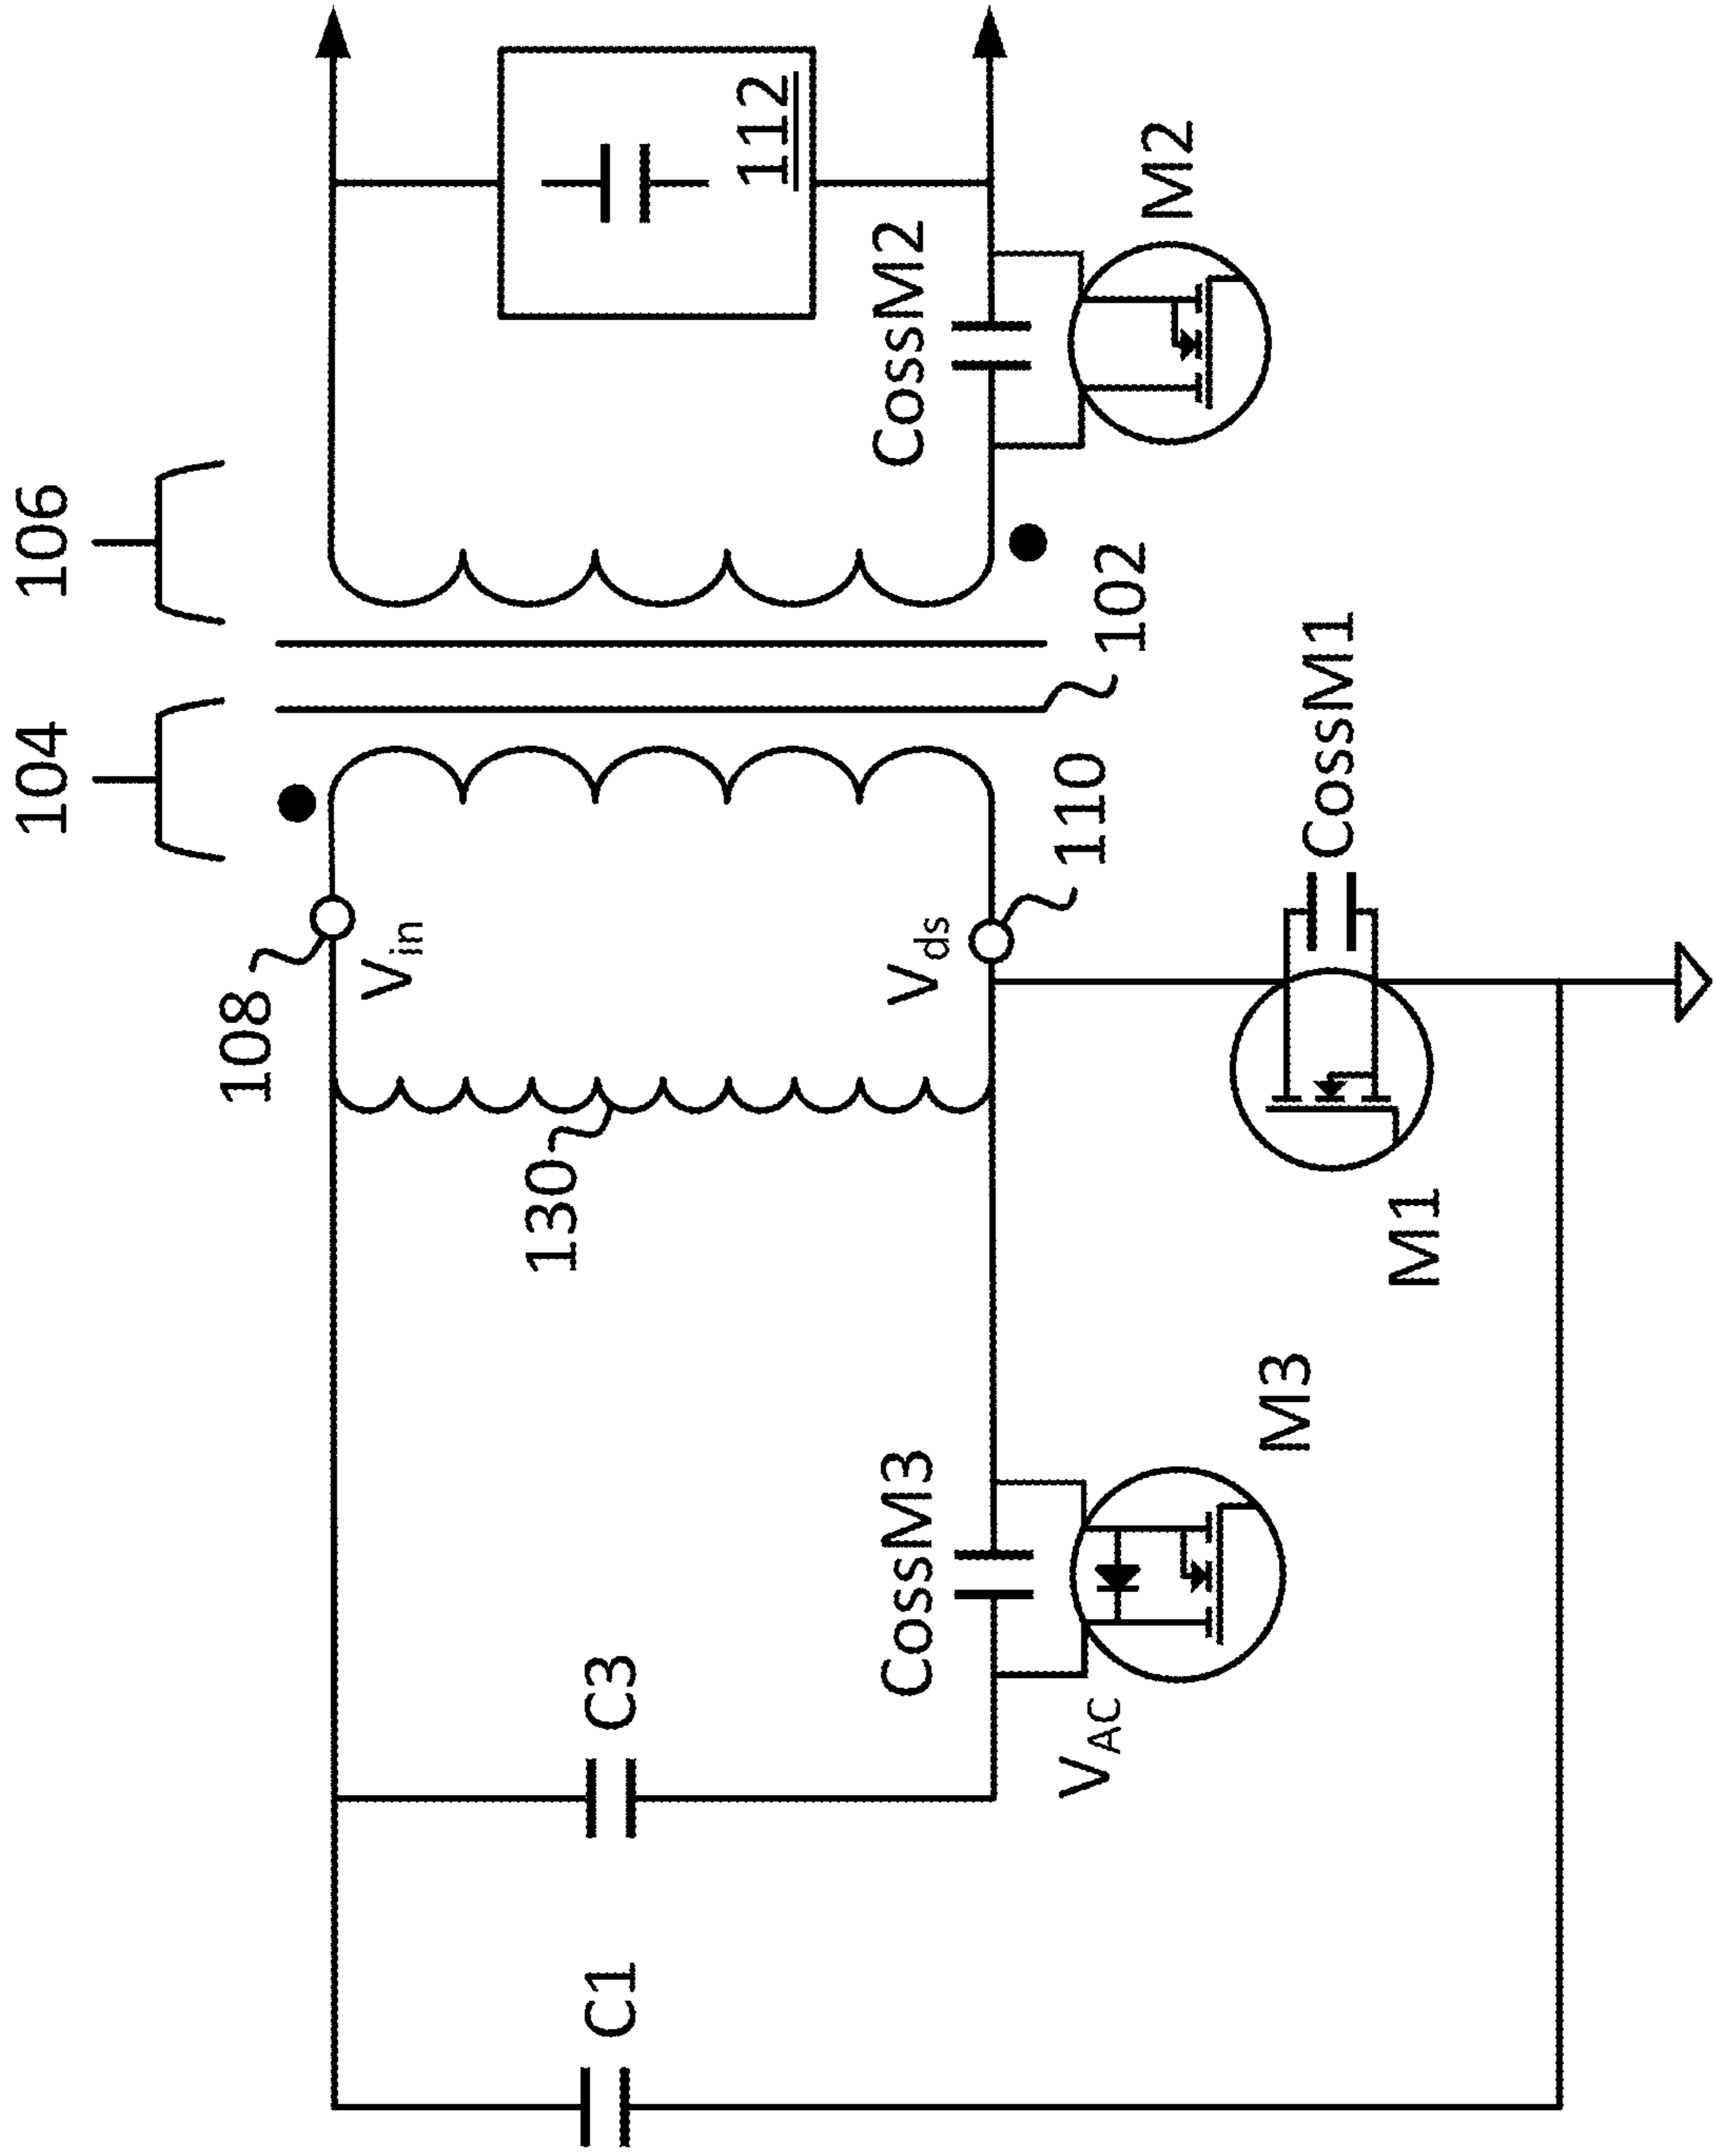 104
106
108
Vin
130
Vds
110
102
112
C1
C3
CossM3
CossM2
VAC
M3
M1
CossM1
M2